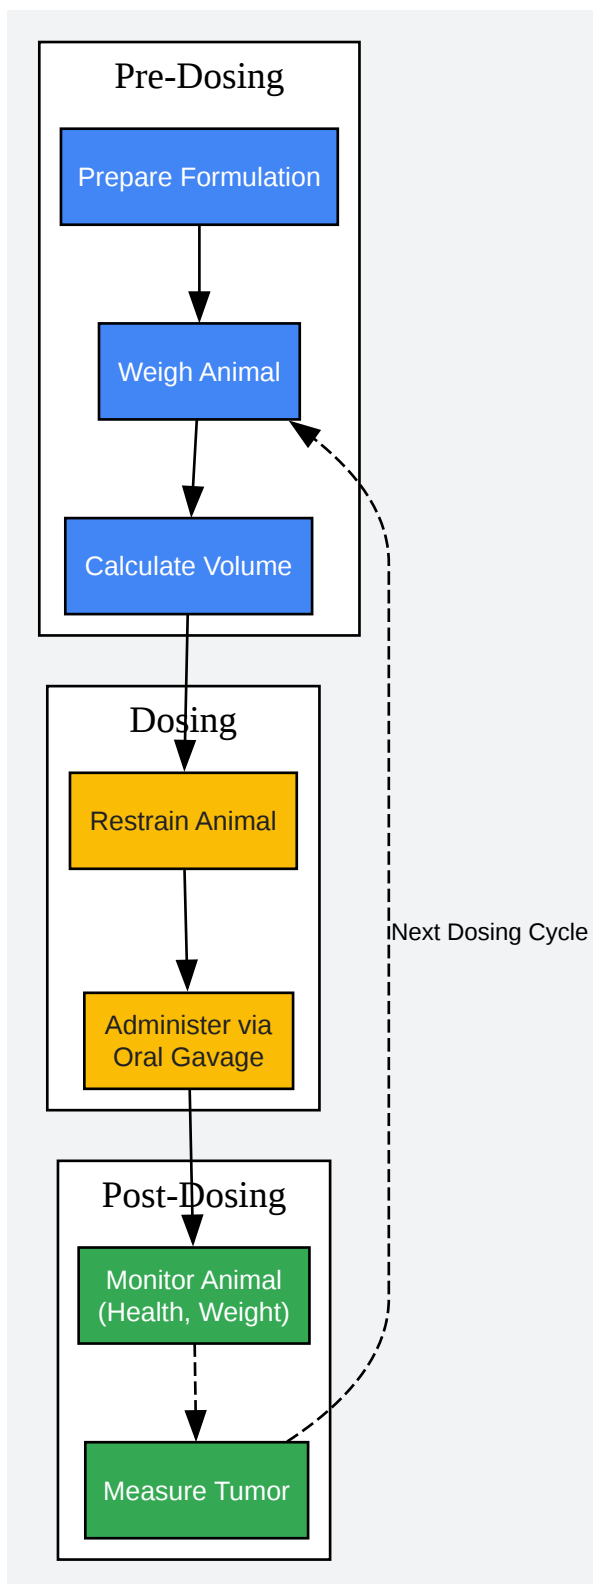 Pre-Dosing
Prepare Formulation
Weigh Animal
Calculate Volume
Dosing
Restrain Animal
Next Dosing Cycle
Administer via
Oral Gavage
Post-Dosing
Monitor Animal
(Health, Weight)
Measure Tumor